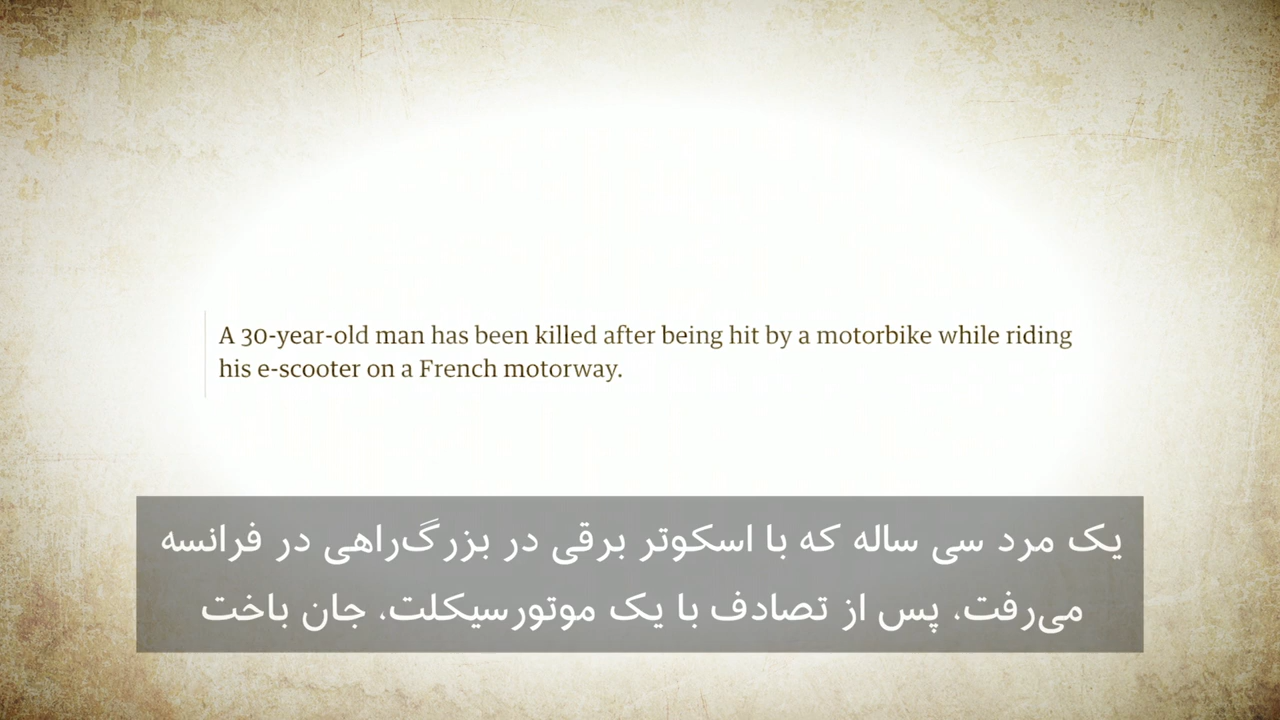 A 30-year-old man has been killed after being hit by a motorbike while riding
his e-scooter on a French motorway.
یک مرد سی ساله که با اسکوتر برقی در بزرگ‌راهی در فرانسه
می‌رفت، پس از تصادف با یک موتورسیکلت، جان باخت